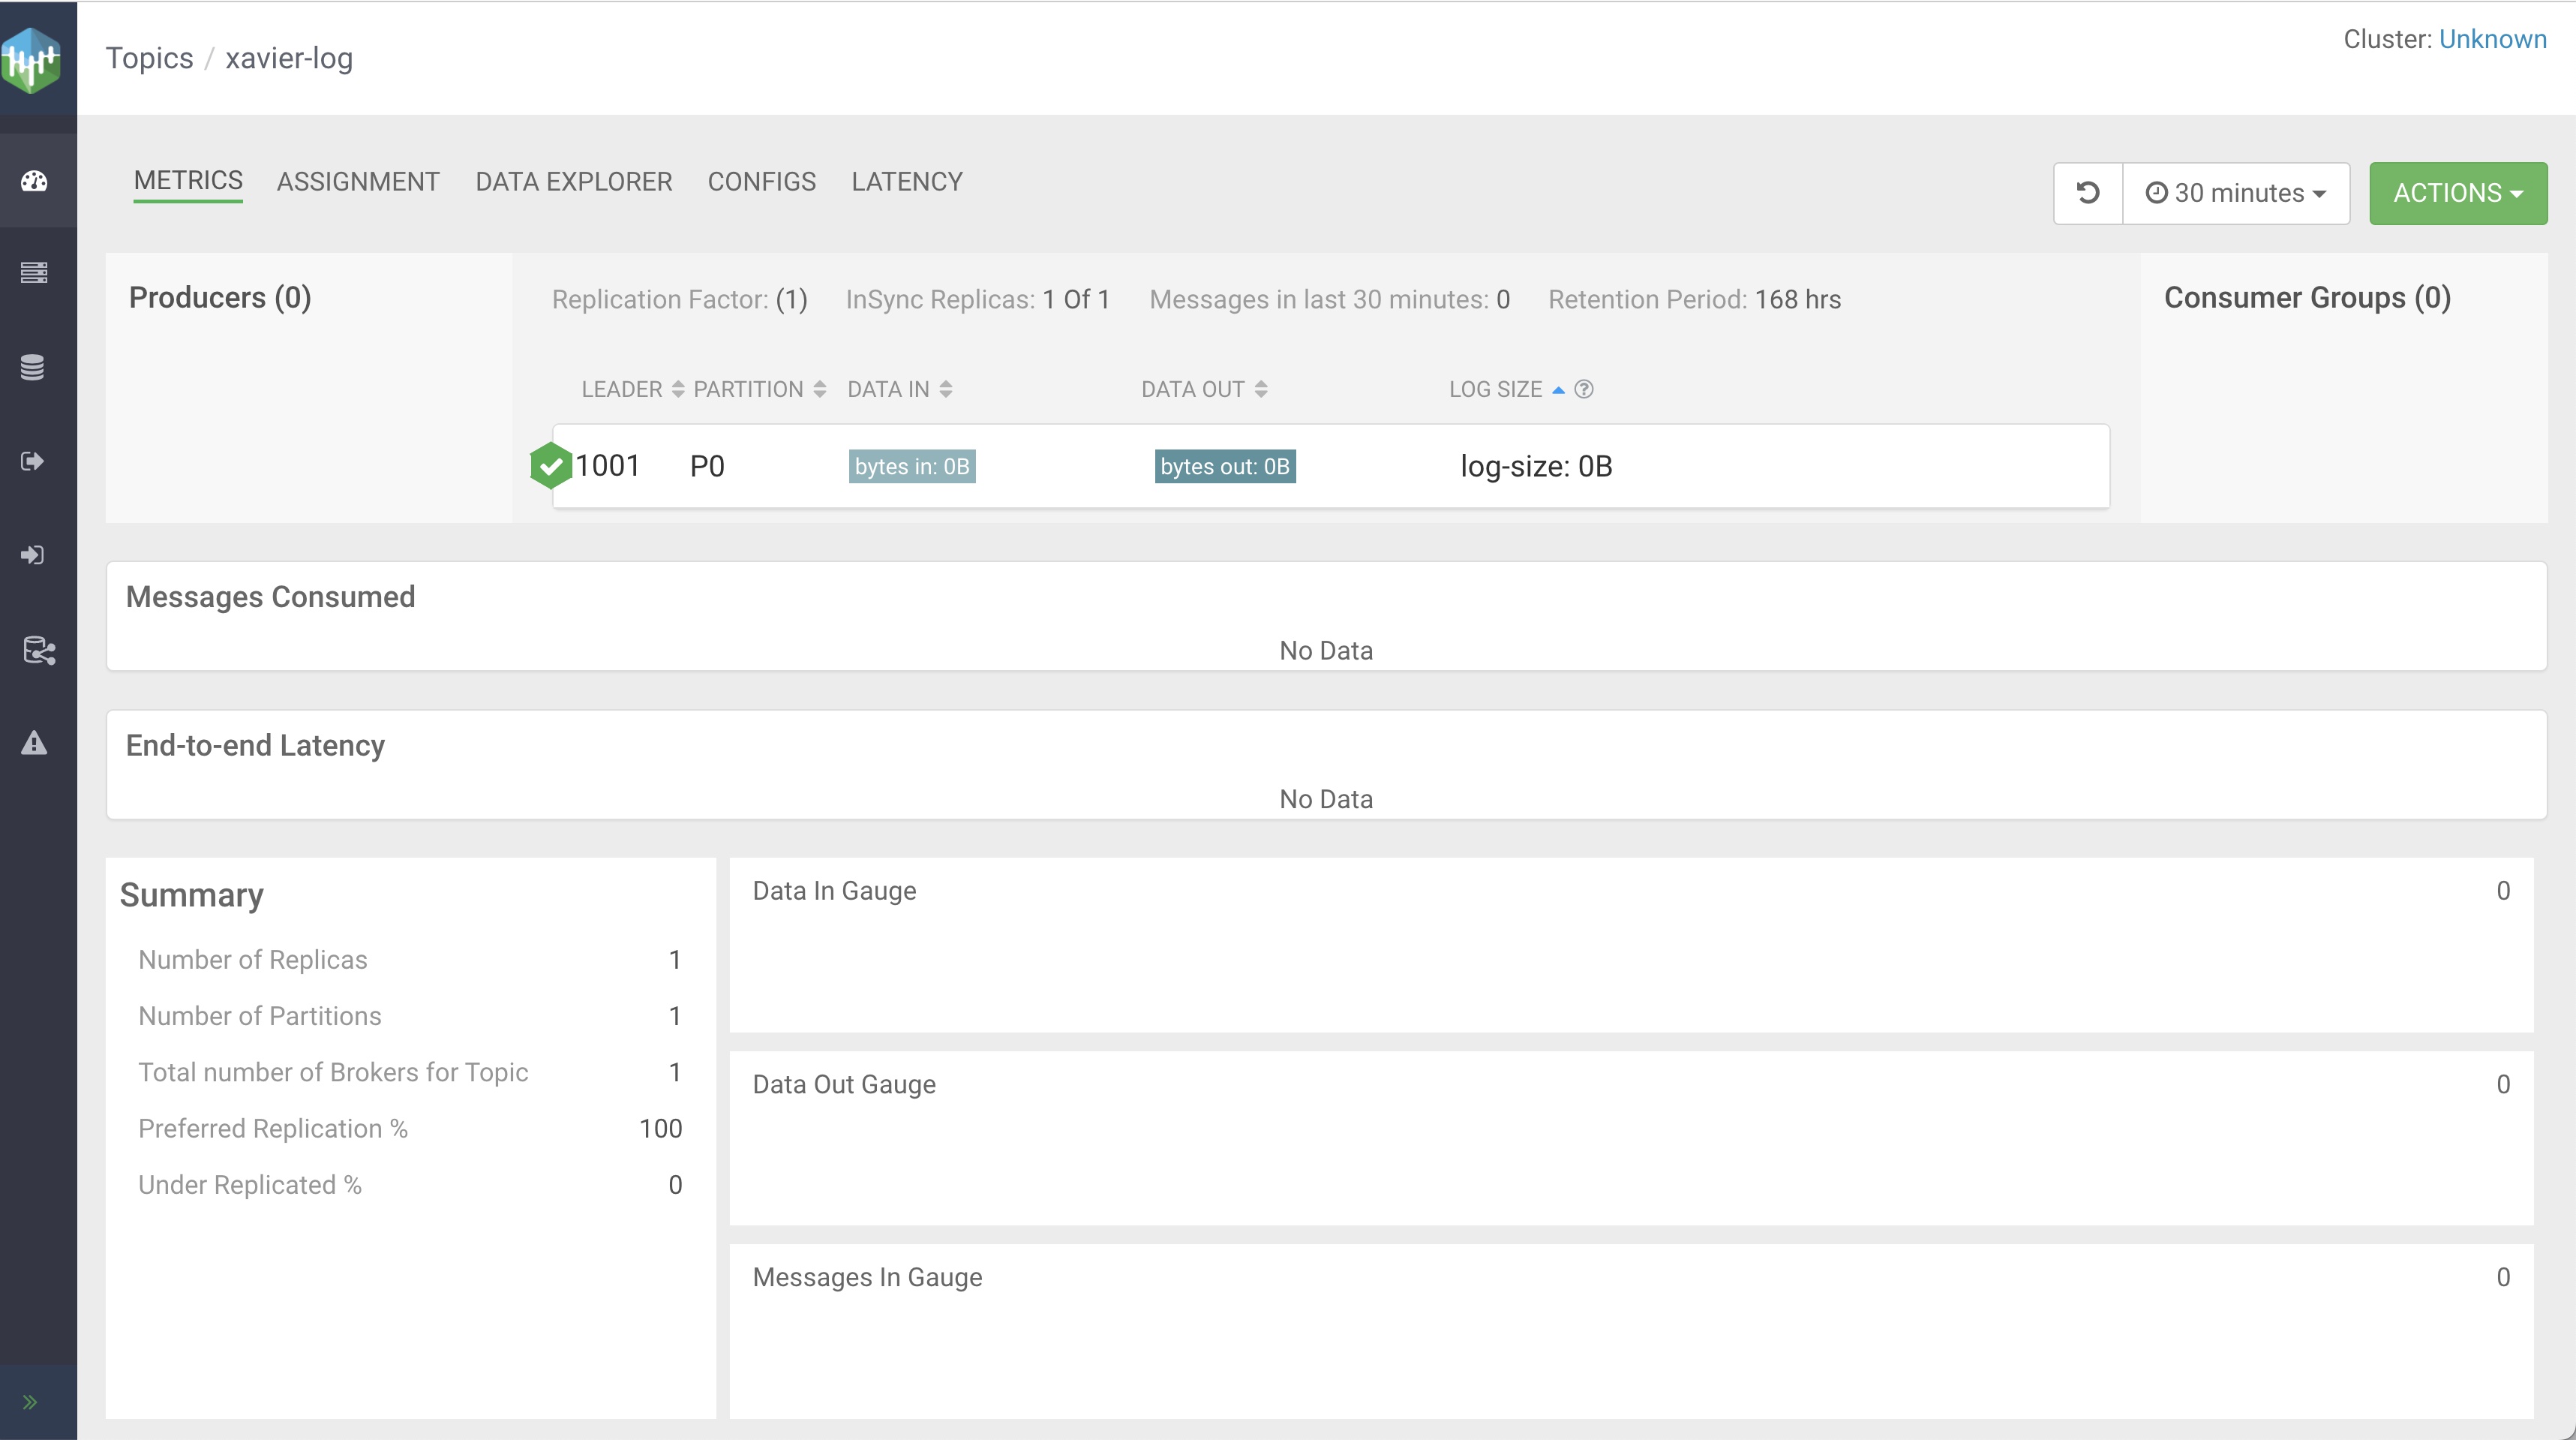 Topics / xavier-log
Cluster: Unknown
METRICS ASSIGNMENT DATA EXPLORER CONFIGS LATENCY
30 minutes
ACTIONS
Producers (0)
Replication Factor: (1) InSync Replicas: 1 Of 1 Messages in last 30 minutes: 0 Retention Period: 168 hrs
Consumer Groups (0)
LEADER PARTITION DATA IN DATA OUT LOG SIZE ?
1001 P0 bytes in: 0B bytes out: 0B log-size: 0B
Messages Consumed
No Data
End-to-end Latency
No Data
Summary
Number of Replicas 1
Number of Partitions 1
Total number of Brokers for Topic 1
Preferred Replication % 100
Under Replicated % 0
Data In Gauge 0
Data Out Gauge 0
Messages In Gauge 0